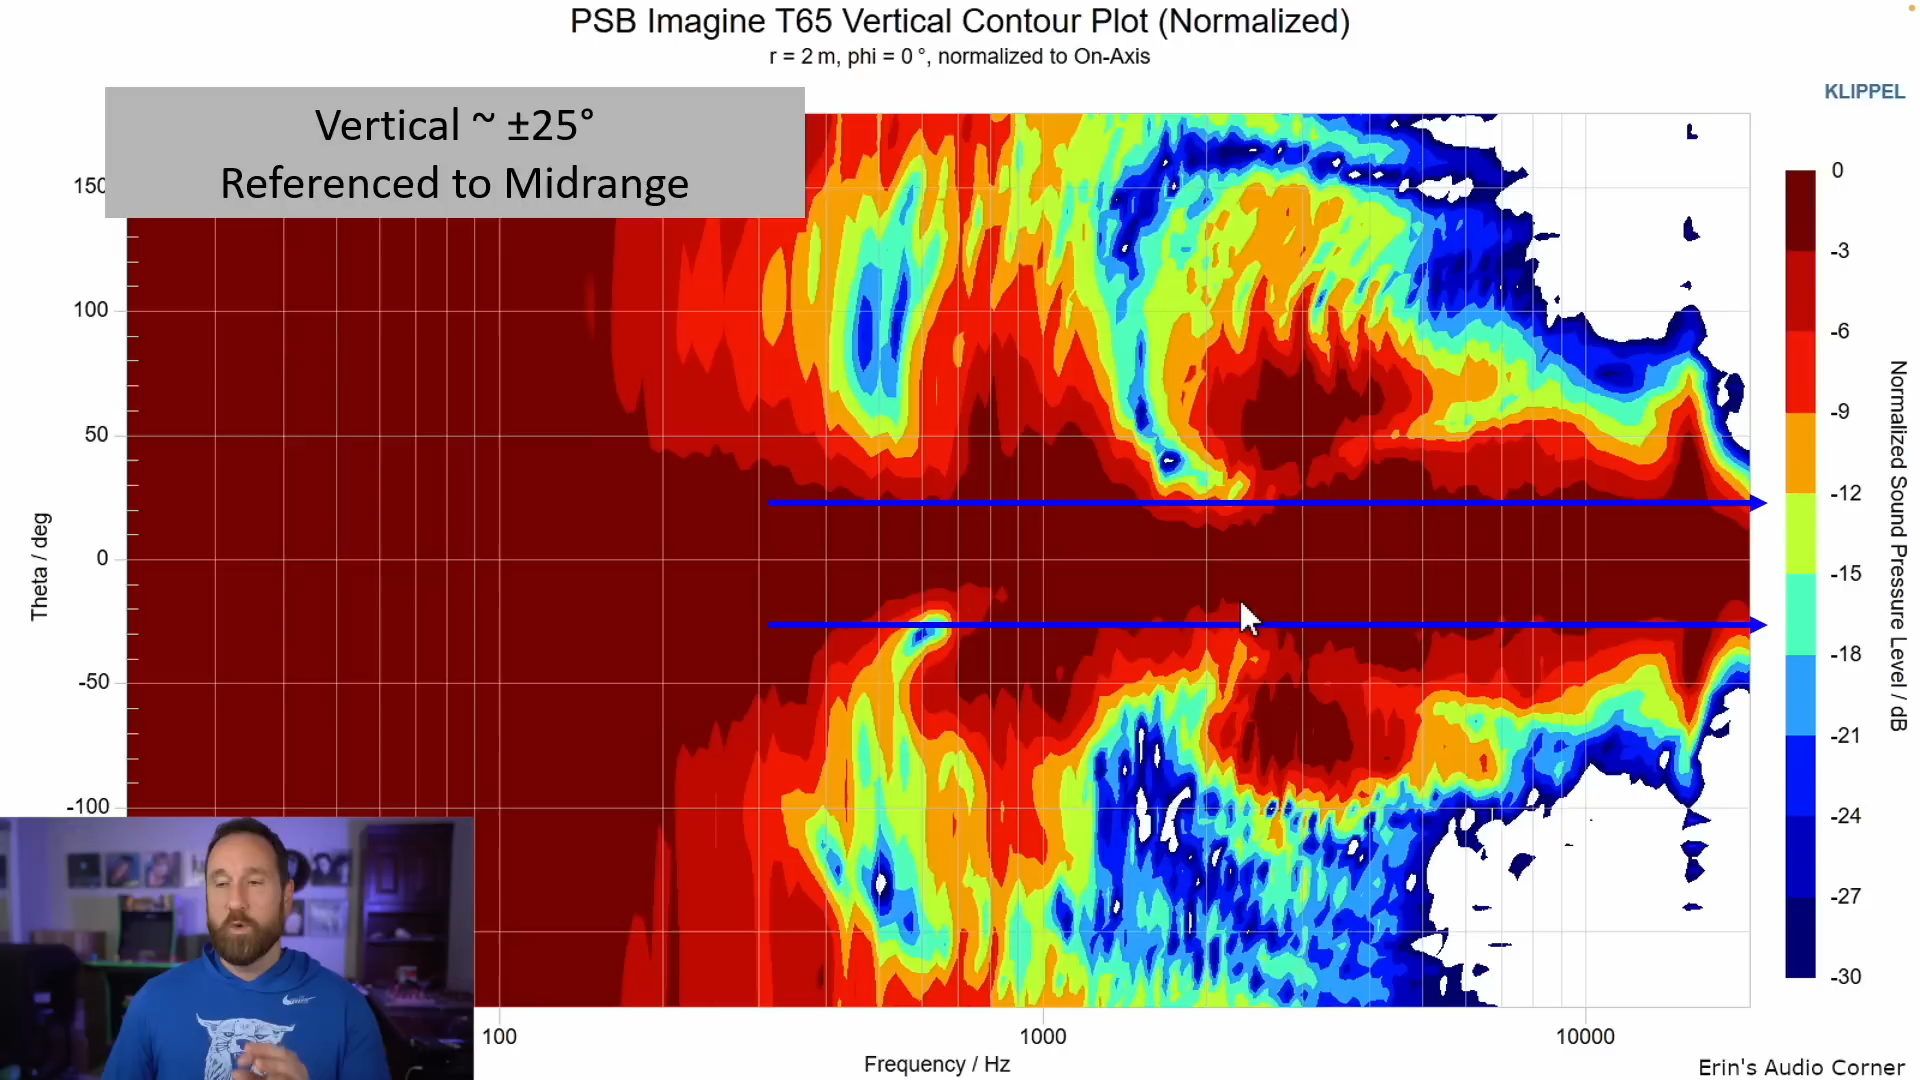 PSB Imagine T65 Vertical Contour Plot (Normalized)
r = 2 m, phi = 0 °, normalized to On-Axis
KLIPPEL
Vertical ~ ±25°
Referenced to Midrange
150
100
50
0
-50
-100
Theta / deg
0
-3
-6
-9
-12
-15
-18
-21
-24
-27
-30
Normalized Sound Pressure Level / dB
100
1000
10000
Frequency / Hz
Erin's Audio Corner